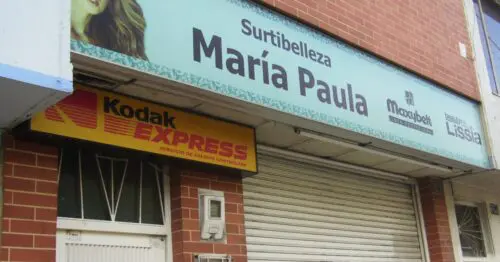 Surtibelleza
María Paula
Maxybelt
Lissia
Kodak
EXPRESS